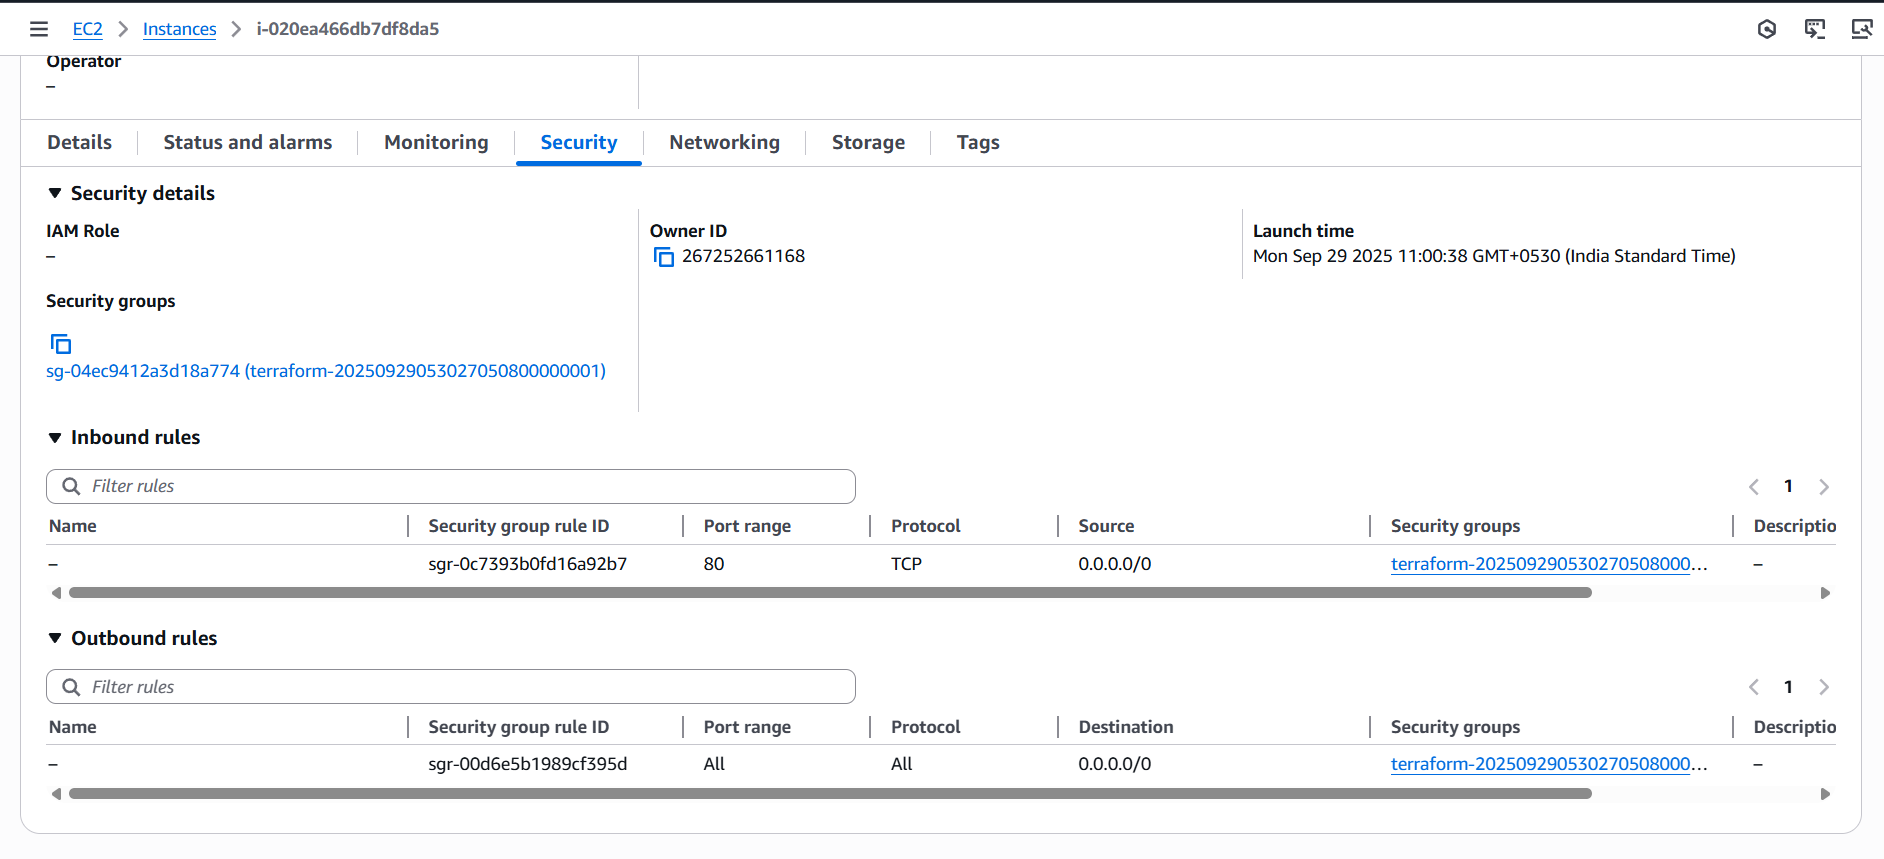 EC2 > Instances > i-020ea466db7df8da5
Operator
–
Details Status and alarms Monitoring Security Networking Storage Tags
Security details
IAM Role
–
Owner ID
267252661168
Launch time
Mon Sep 29 2025 11:00:38 GMT+0530 (India Standard Time)
Security groups
sg-04ec9412a3d18a774 (terraform-20250929053027050800000001)
Inbound rules
Filter rules
1
Name Security group rule ID Port range Protocol Source Security groups Descriptio
– sgr-0c7393b0fd16a92b7 80 TCP 0.0.0.0/0 terraform-202509290530270508000... –
Outbound rules
Filter rules
1
Name Security group rule ID Port range Protocol Destination Security groups Descriptio
– sgr-00d6e5b1989cf395d All All 0.0.0.0/0 terraform-202509290530270508000... –